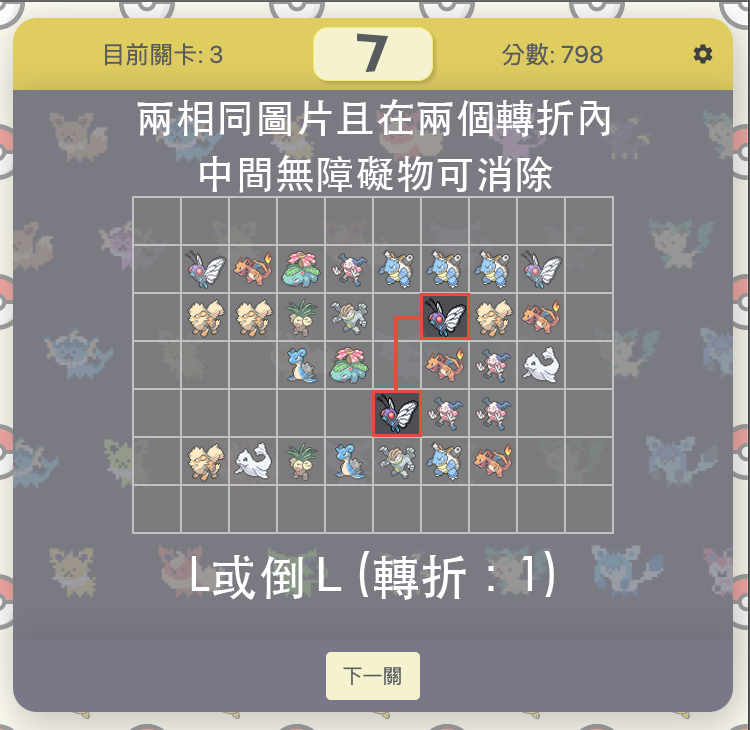 目前關卡: 3
7
分數: 798
兩相同圖片且在兩個轉折內
中間無障礙物可消除
L或倒L (轉折：1)
下一關